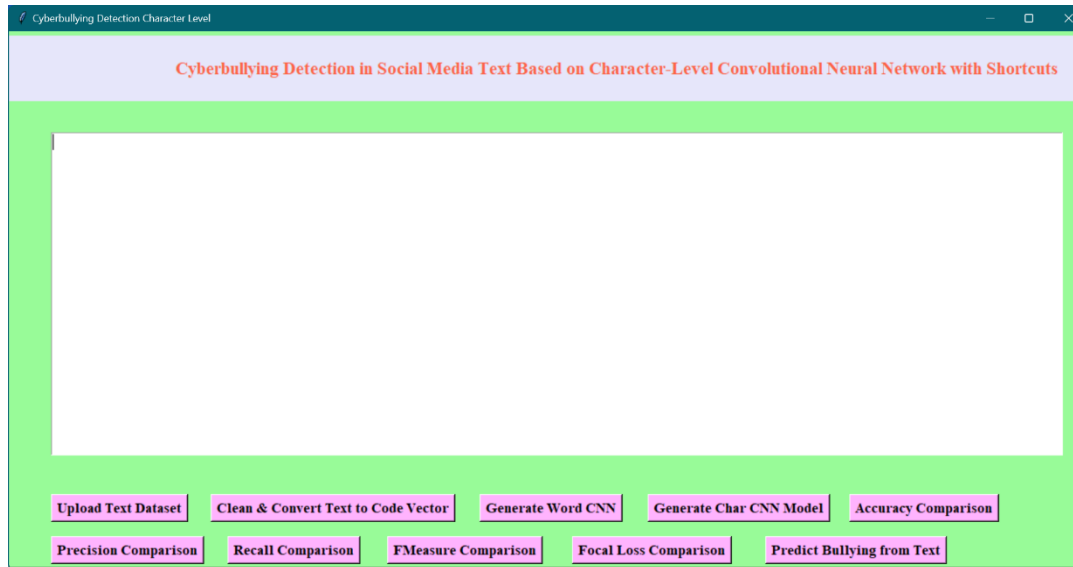 Cyberbullying Detection Character Level
Cyberbullying Detection in Social Media Text Based on Character-Level Convolutional Neural Network with Shortcuts
Upload Text Dataset Clean & Convert Text to Code Vector Generate Word CNN Generate Char CNN Model Accuracy Comparison
Precision Comparison Recall Comparison FMeasure Comparison Focal Loss Comparison Predict Bullying from Text